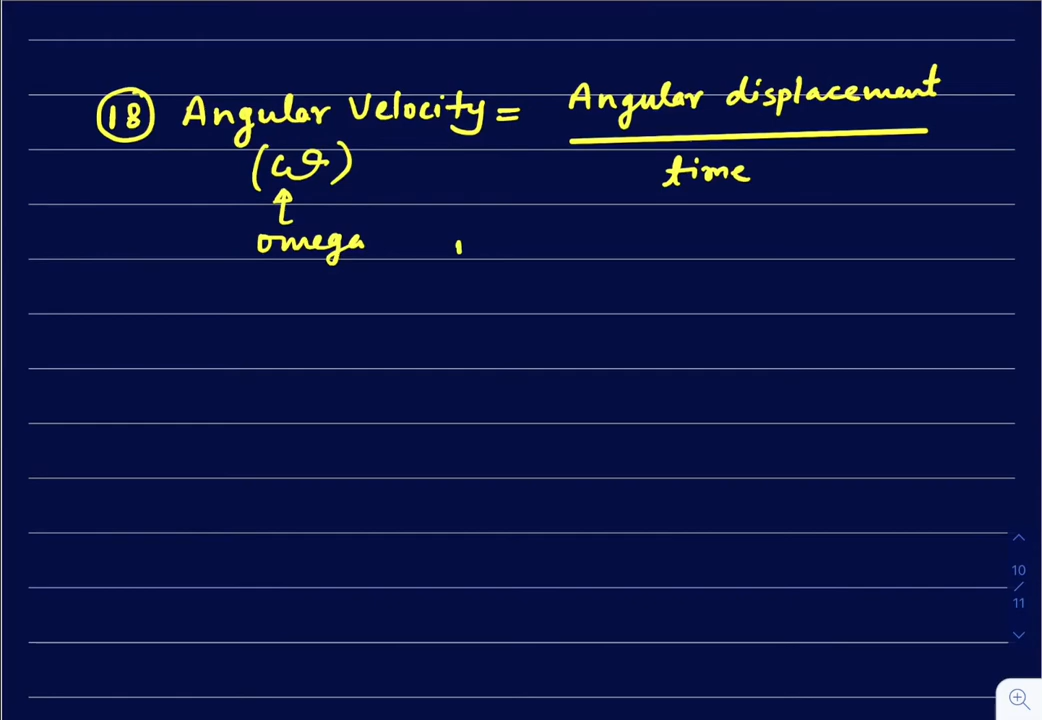 18 Angular Velocity = Angular displacement
time
(ω)
↑
omega
10
/
11